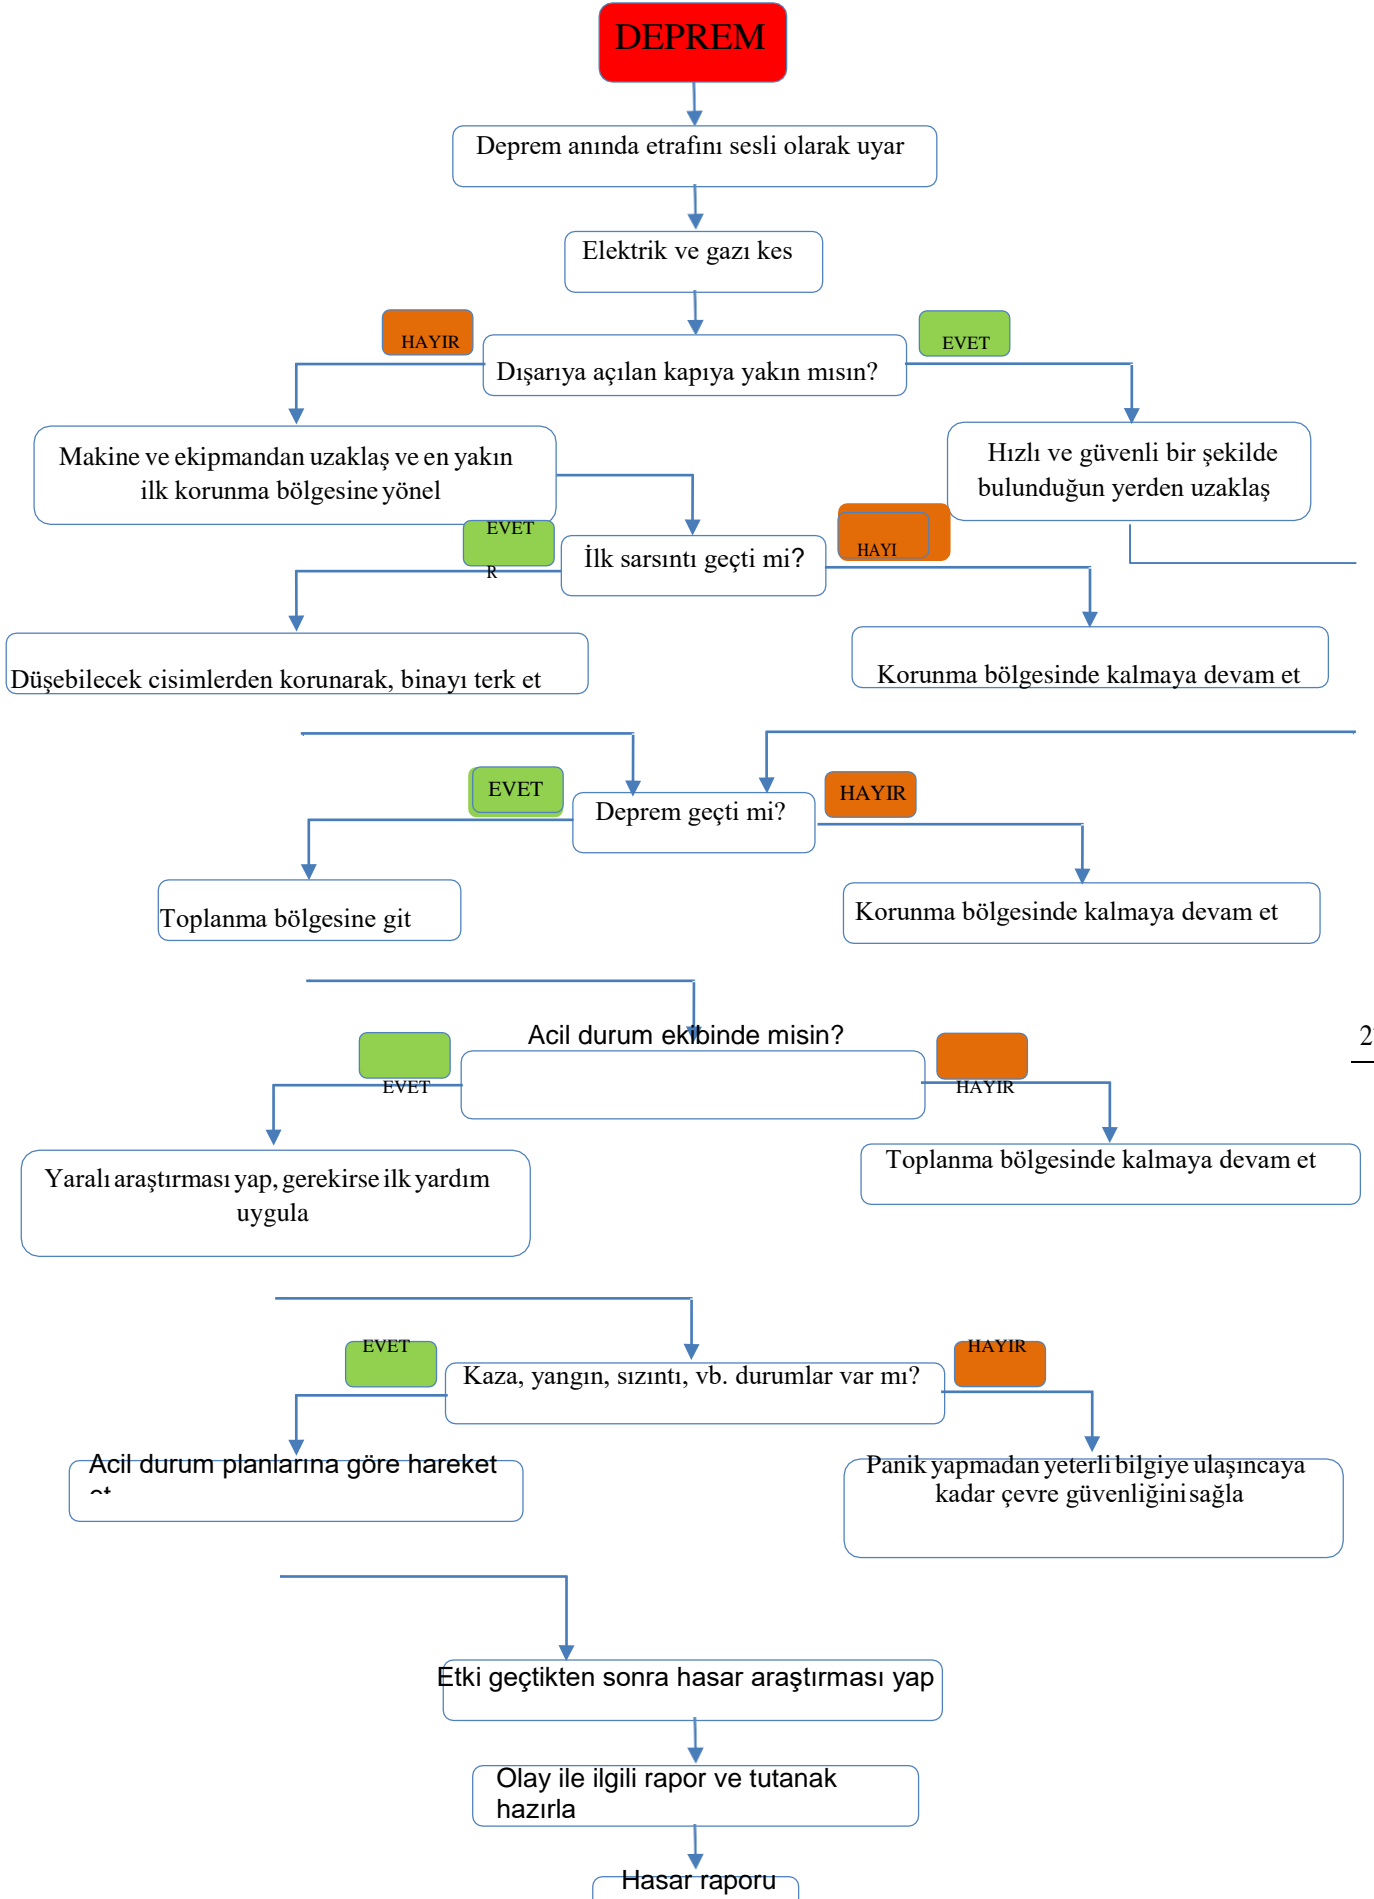 DEPREM
Deprem anında etrafını sesli olarak uyar
Elektrik ve gazı kes
HAYIR
EVET
Dışarıya açılan kapıya yakın mısın?
Makine ve ekipmandan uzaklaş ve en yakın
ilk korunma bölgesine yönel
Hızlı ve güvenli bir şekilde
bulunduğun yerden uzaklaş
EVET
R
İlk sarsıntı geçti mi?
HAYI
Düşebilecek cisimlerden korunarak, binayı terk et
Korunma bölgesinde kalmaya devam et
EVET
Deprem geçti mi?
HAYIR
Toplanma bölgesine git
Korunma bölgesinde kalmaya devam et
Acil durum ekibinde misin?
2
EVET
HAYIR
Yaralı araştırması yap, gerekirse ilk yardım
uygula
Toplanma bölgesinde kalmaya devam et
EVET
HAYIR
Kaza, yangın, sızıntı, vb. durumlar var mı?
Acil durum planlarına göre hareket
et
Panik yapmadan yeterli bilgiye ulaşıncaya
kadar çevre güvenliğini sağla
Etki geçtikten sonra hasar araştırması yap
Olay ile ilgili rapor ve tutanak
hazırla
Hasar raporu